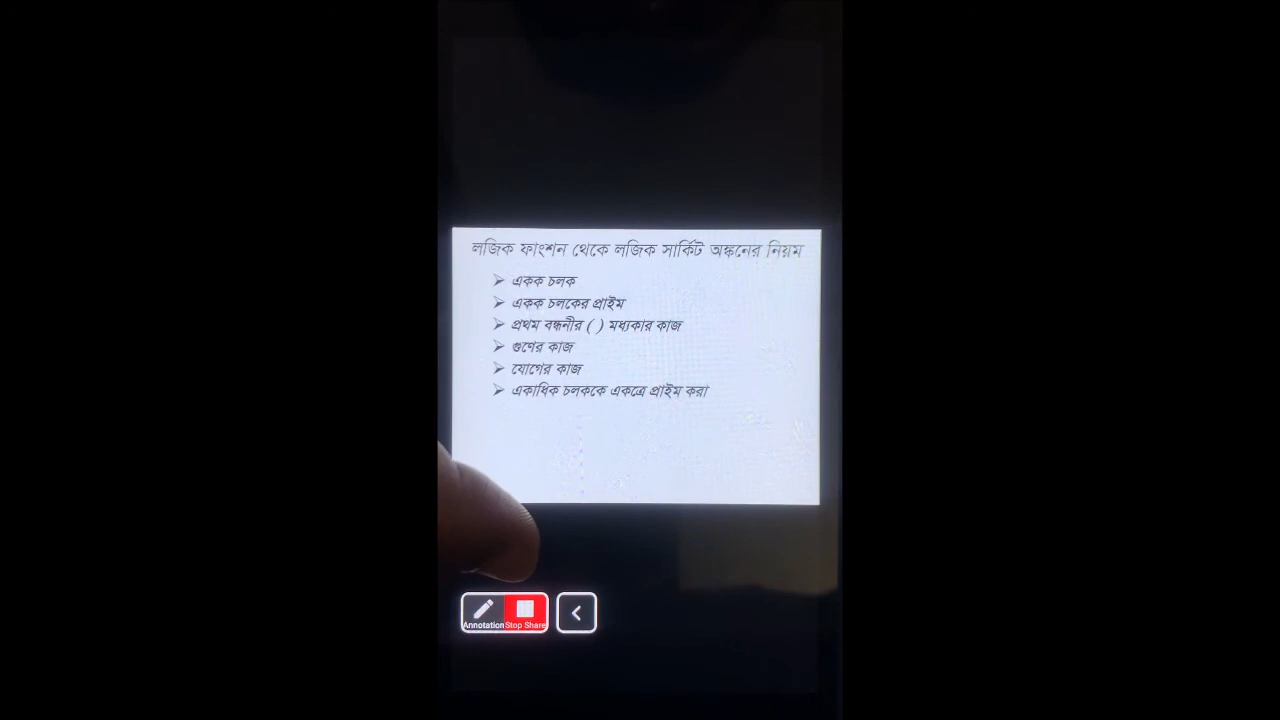 লজিক ফাংশন থেকে লজিক সার্কিট অঙ্কনের নিয়ম
➢ একক চলক
➢ একক চলকের প্রাইম
➢ প্রথম বন্ধনীর ( ) মধ্যকার কাজ
➢ গুণের কাজ
➢ যোগের কাজ
➢ একাধিক চলককে একত্রে প্রাইম করা
Annotation Stop Share